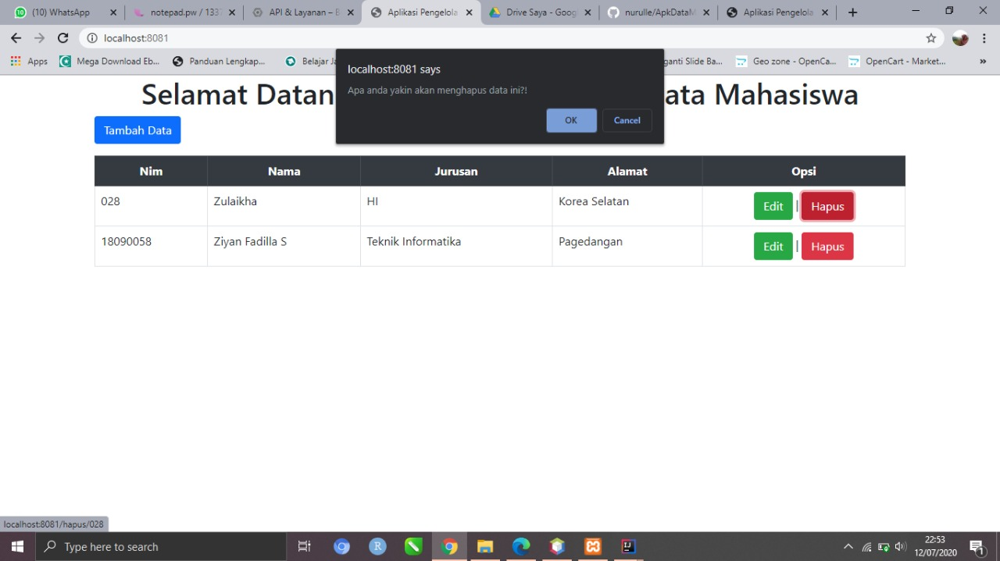 (10) WhatsApp
notepad.pw / 1337
API & Layanan – B
Aplikasi Pengelola
Drive Saya - Goog
nurulle/ApkDataM
Aplikasi Pengelola
localhost:8081
Apps
Mega Download Eb...
Panduan Lengkap...
Belajar Ja
ganti Slide Ba...
Geo zone - OpenCa...
OpenCart - Market...
»
localhost:8081 says
Apa anda yakin akan menghapus data ini?!
OK Cancel
Selamat Datan ata Mahasiswa
Tambah Data
Nim Nama Jurusan Alamat Opsi
028 Zulaikha HI Korea Selatan Edit | Hapus
18090058 Ziyan Fadilla S Teknik Informatika Pagedangan Edit | Hapus
localhost:8081/hapus/028
Type here to search
22:53
12/07/2020
1